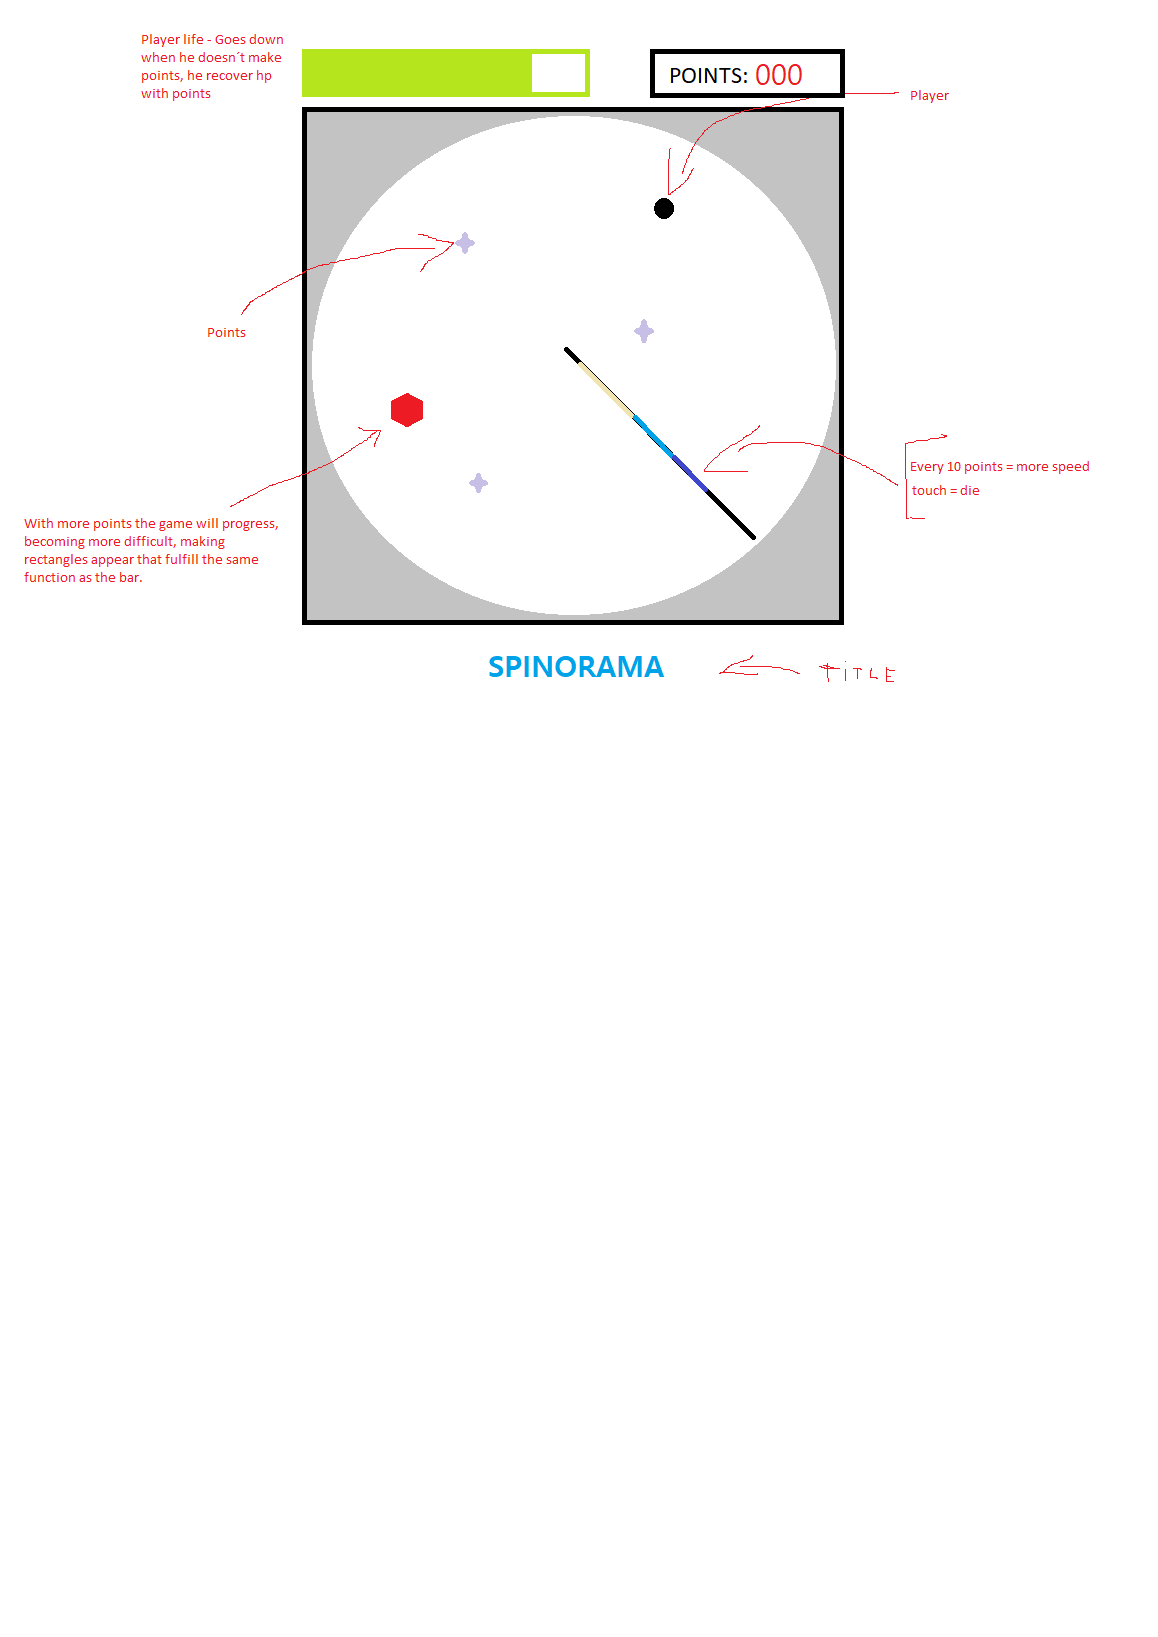 Player life - Goes down
when he doesn´t make
points, he recover hp
with points
POINTS: 000
Player
Points
Every 10 points = more speed
touch = die
With more points the game will progress,
becoming more difficult, making
rectangles appear that fulfill the same
function as the bar.
SPINORAMA
TiTLE